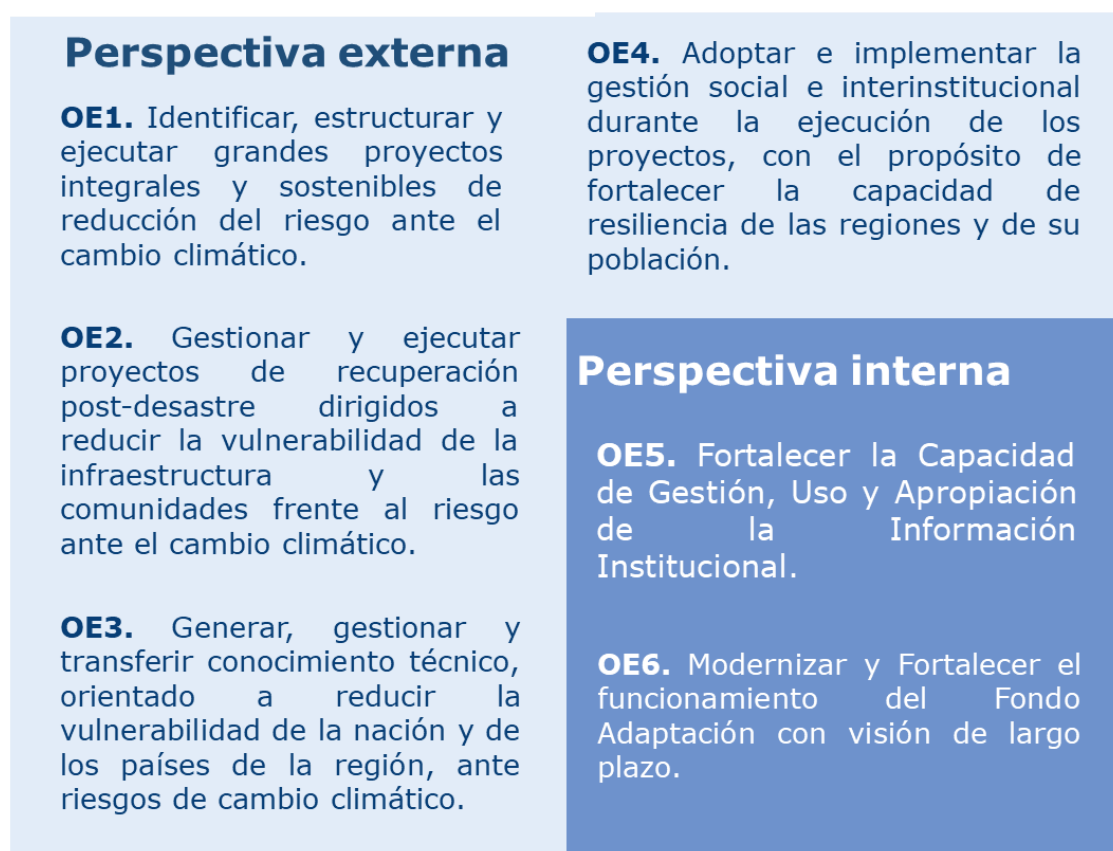 Perspectiva externa
OE1. Identificar, estructurar y
ejecutar grandes proyectos
integrales y sostenibles de
reducción del riesgo ante el
cambio climático.
OE2. Gestionar y ejecutar
proyectos de recuperación
post-desastre dirigidos a
reducir la vulnerabilidad de la
infraestructura y las
comunidades frente al riesgo
ante el cambio climático.
OE3. Generar, gestionar y
transferir conocimiento técnico,
orientado a reducir la
vulnerabilidad de la nación y de
los países de la región, ante
riesgos de cambio climático.
OE4. Adoptar e implementar la
gestión social e interinstitucional
durante la ejecución de los
proyectos, con el propósito de
fortalecer la capacidad de
resiliencia de las regiones y de su
población.
Perspectiva interna
OE5. Fortalecer la Capacidad
de Gestión, Uso y Apropiación
de la Información
Institucional.
OE6. Modernizar y Fortalecer el
funcionamiento del Fondo
Adaptación con visión de largo
plazo.